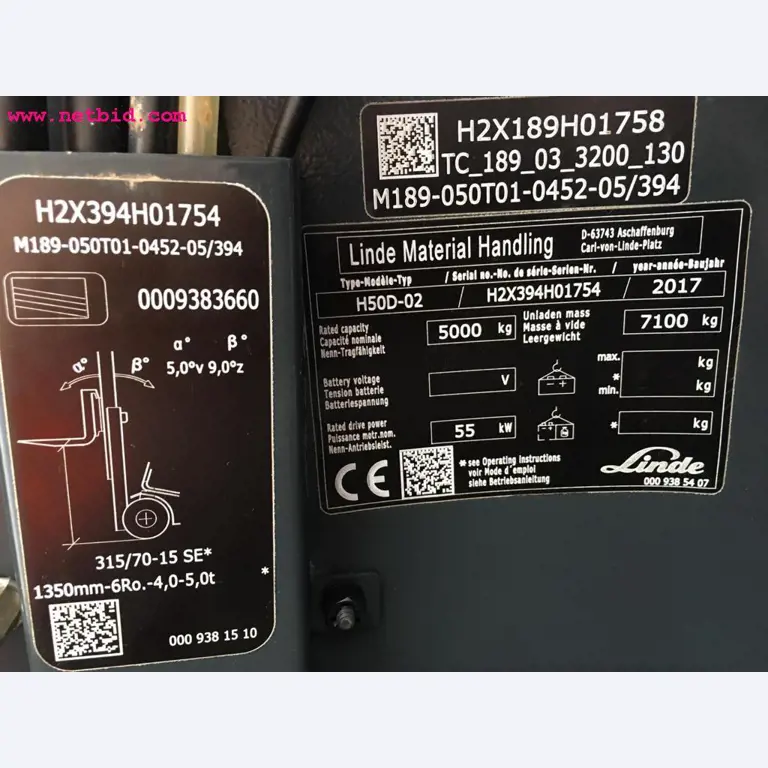 www.netbid.com
H2X394H01754
M189-050T01-0452-05/394
0009383660
α° β°
5,0°v 9,0°z
α° β°
315/70-15 SE*
1350mm-6Ro.-4,0-5,0t *
000 938 15 10
H2X189H01758
TC_189_03_3200_130
M189-050T01-0452-05/394
Linde Material Handling
D-63743 Aschaffenburg
Carl-von-Linde-Platz
Type-Modèle-Typ / Serial no.-No. de série-Serien-Nr. / year-année-Baujahr
H50D-02 / H2X394H01754 / 2017
Rated capacity
Capacité nominale
Nenn-Tragfähigkeit
5000 kg
Unladen mass
Masse à vide
Leergewicht
7100 kg
Battery voltage
Tension batterie
Batteriespannung
V
max. kg
* min. kg
Rated drive power
Puissance motr.nom.
Nenn-Antriebsleist.
55 kW
* kg
CE
* see Operating Instructions
voir Mode d'emploi
siehe Betriebsanleitung
Linde
000 938 54 07